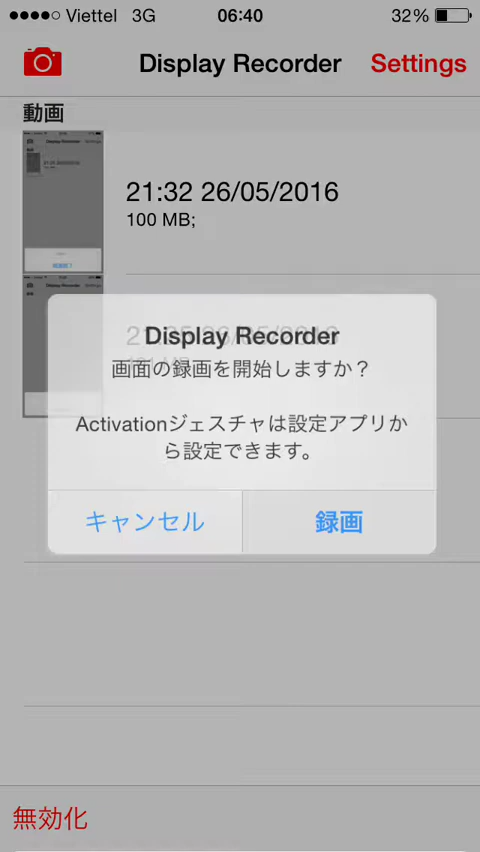 Viettel 3G 06:40 32%
Display Recorder Settings
動画
21:32 26/05/2016
100 MB;
Display Recorder
画面の録画を開始しますか？
Activationジェスチャは設定アプリか
ら設定できます。
キャンセル 録画
無効化